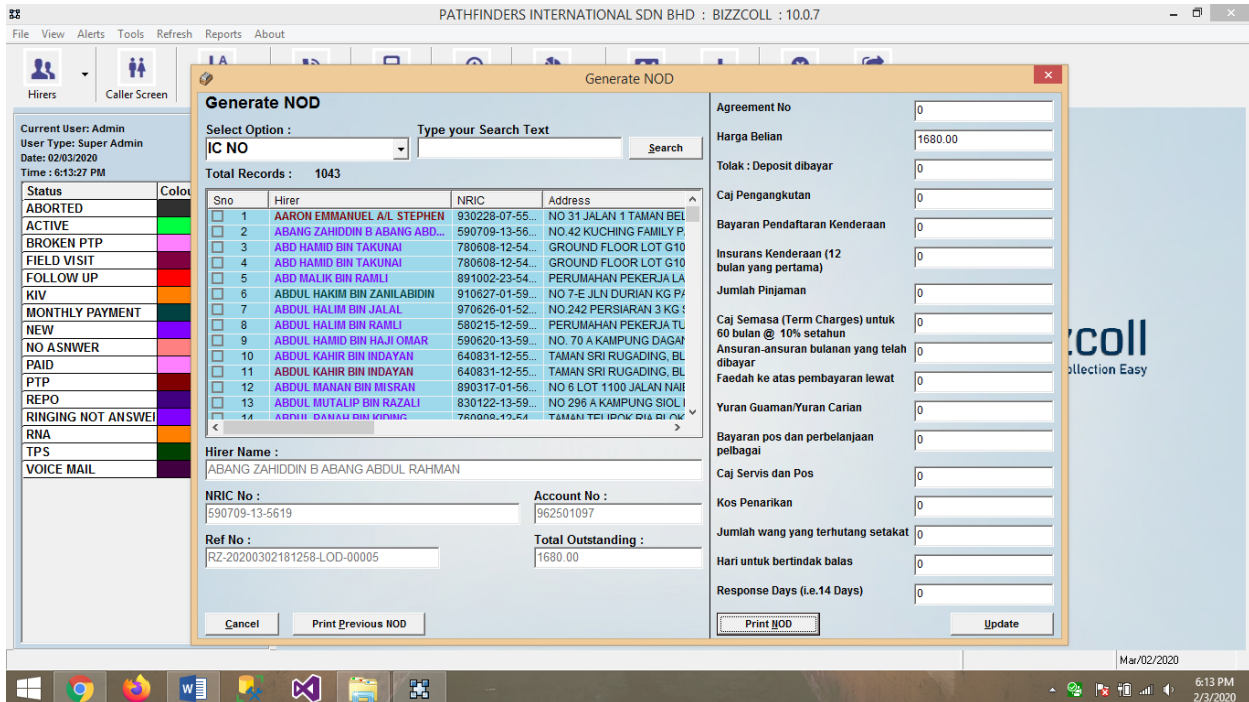 PATHFINDERS INTERNATIONAL SDN BHD : BIZZCOLL : 10.0.7
File View Alerts Tools Refresh Reports About
Hirers
Caller Screen
Generate NOD
Current User: Admin
User Type: Super Admin
Date: 02/03/2020
Time : 6:13:27 PM
Status Colou
ABORTED
ACTIVE
BROKEN PTP
FIELD VISIT
FOLLOW UP
KIV
MONTHLY PAYMENT
NEW
NO ASNWER
PAID
PTP
REPO
RINGING NOT ANSWEI
RNA
TPS
VOICE MAIL
Generate NOD
Select Option : Type your Search Text
IC NO Search
Total Records : 1043
Sno Hirer NRIC Address
1 AARON EMMANUEL A/L STEPHEN 930228-07-55... NO 31 JALAN 1 TAMAN BEL
2 ABANG ZAHIDDIN B ABANG ABD... 590709-13-56... NO.42 KUCHING FAMILY P.
3 ABD HAMID BIN TAKUNAI 780608-12-54... GROUND FLOOR LOT G10
4 ABD HAMID BIN TAKUNAI 780608-12-54... GROUND FLOOR LOT G10
5 ABD MALIK BIN RAMLI 891002-23-54... PERUMAHAN PEKERJA LA
6 ABDUL HAKIM BIN ZANILABIDIN 910627-01-59... NO 7-E JLN DURIAN KG PA
7 ABDUL HALIM BIN JALAL 970626-01-52... NO.242 PERSIARAN 3 KG S
8 ABDUL HALIM BIN RAMLI 580215-12-59... PERUMAHAN PEKERJA TU
9 ABDUL HAMID BIN HAJI OMAR 590620-13-59... NO. 70 A KAMPUNG DAGAN
10 ABDUL KAHIR BIN INDAYAN 640831-12-55... TAMAN SRI RUGADING, BL
11 ABDUL KAHIR BIN INDAYAN 640831-12-55... TAMAN SRI RUGADING, BL
12 ABDUL MANAN BIN MISRAN 890317-01-56... NO 6 LOT 1100 JALAN NAIE
13 ABDUL MUTALIP BIN RAZALI 830122-13-59... NO 296 A KAMPUNG SIOL
14 ABDUL RANAH BIN KIDING 760908-12-54 TAMAN TELIPOK RIA BLOK
Hirer Name :
ABANG ZAHIDDIN B ABANG ABDUL RAHMAN
NRIC No : Account No :
590709-13-5619 962501097
Ref No : Total Outstanding :
RZ-20200302181258-LOD-00005 1680.00
Cancel Print Previous NOD
Agreement No 0
Harga Belian 1680.00
Tolak : Deposit dibayar 0
Caj Pengangkutan 0
Bayaran Pendaftaran Kenderaan 0
Insurans Kenderaan (12
bulan yang pertama) 0
Jumlah Pinjaman 0
Caj Semasa (Term Charges) untuk
60 bulan @ 10% setahun 0
Ansuran-ansuran bulanan yang telah
dibayar 0
Faedah ke atas pembayaran lewat 0
Yuran Guaman/Yuran Carian 0
Bayaran pos dan perbelanjaan
pelbagai 0
Caj Servis dan Pos 0
Kos Penarikan 0
Jumlah wang yang terhutang setakat 0
Hari untuk bertindak balas 0
Response Days (i.e.14 Days) 0
Print NOD Update
zcoll
ollection Easy
Mar/02/2020
6:13 PM
2/3/2020